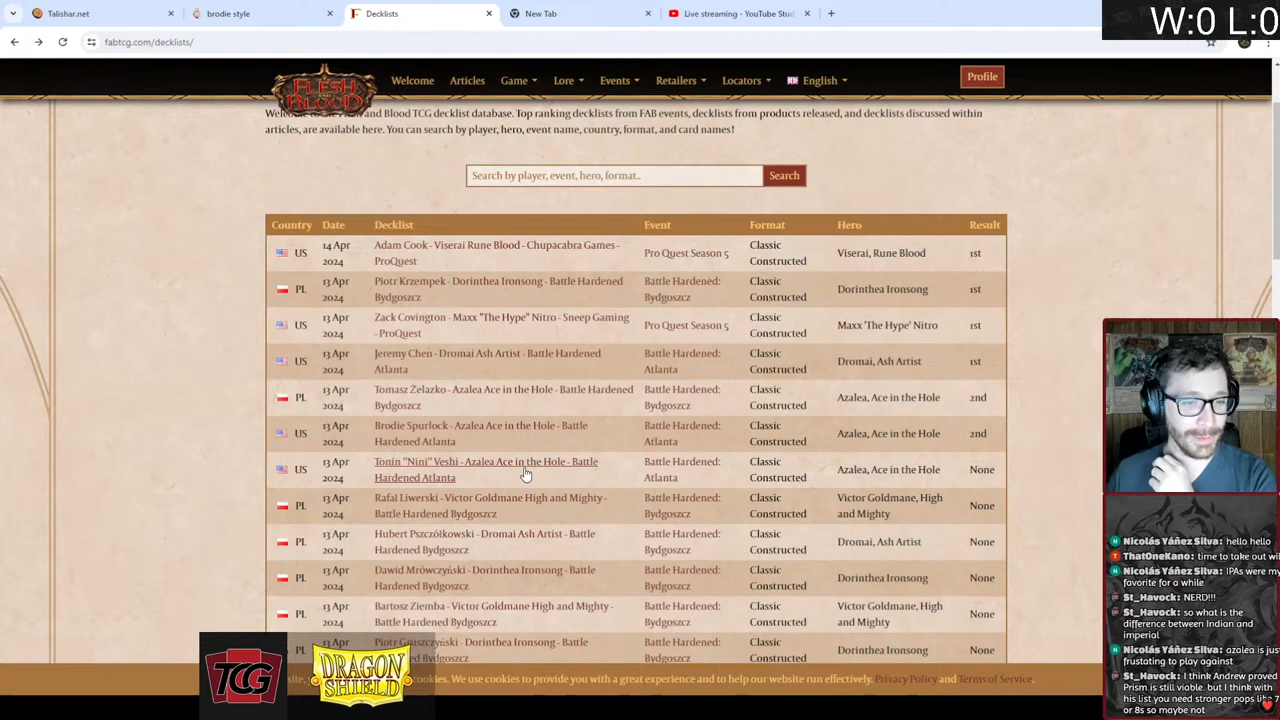 Talishar.net
brodie style
Decklists
New Tab
Live streaming - YouTube Stud
W:0 L:0
fabtcg.com/decklists/
FLESH
AND
BLOOD
Welcome
Articles
Game
Lore
Events
Retailers
Locators
English
Profile
and Blood TCG decklist database. Top ranking decklists from FAB events, decklists from products released, and decklists discussed within
articles, are available here. You can search by player, hero, event name, country, format, and card names!
Search by player, event, hero, format..
Search
Country Date Decklist Event Format Hero Result
US 14 Apr 2024 Adam Cook - Viserai Rune Blood - Chupacabra Games -
ProQuest Pro Quest Season 5 Classic Constructed Viserai, Rune Blood 1st
PL 13 Apr 2024 Piotr Krzempek - Dorinthea Ironsong - Battle Hardened
Bydgoszcz Battle Hardened: Bydgoszcz Classic Constructed Dorinthea Ironsong 1st
US 13 Apr 2024 Zack Covington - Maxx "The Hype" Nitro - Sneep Gaming
- ProQuest Pro Quest Season 5 Classic Constructed Maxx 'The Hype' Nitro 1st
US 13 Apr 2024 Jeremy Chen - Dromai Ash Artist - Battle Hardened
Atlanta Battle Hardened: Atlanta Classic Constructed Dromai, Ash Artist 1st
PL 13 Apr 2024 Tomasz Żelazko - Azalea Ace in the Hole - Battle Hardened
Bydgoszcz Battle Hardened: Bydgoszcz Classic Constructed Azalea, Ace in the Hole 2nd
US 13 Apr 2024 Brodie Spurlock - Azalea Ace in the Hole - Battle
Hardened Atlanta Battle Hardened: Atlanta Classic Constructed Azalea, Ace in the Hole 2nd
US 13 Apr 2024 Tonin "Nini" Veshi - Azalea Ace in the Hole - Battle
Hardened Atlanta Battle Hardened: Atlanta Classic Constructed Azalea, Ace in the Hole None
PL 13 Apr 2024 Rafał Liwerski - Victor Goldmane High and Mighty -
Battle Hardened Bydgoszcz Battle Hardened: Bydgoszcz Classic Constructed Victor Goldmane, High and Mighty None
PL 13 Apr 2024 Hubert Pszczółkowski - Dromai Ash Artist - Battle
Hardened Bydgoszcz Battle Hardened: Bydgoszcz Classic Constructed Dromai, Ash Artist None
PL 13 Apr 2024 Dawid Mrówczyński - Dorinthea Ironsong - Battle
Hardened Bydgoszcz Battle Hardened: Bydgoszcz Classic Constructed Dorinthea Ironsong None
PL 13 Apr 2024 Bartosz Ziemba - Victor Goldmane High and Mighty -
Battle Hardened Bydgoszcz Battle Hardened: Bydgoszcz Classic Constructed Victor Goldmane, High and Mighty None
PL 13 Apr 2024 Piotr Gruszczyński - Dorinthea Ironsong - Battle
Hardened Bydgoszcz Battle Hardened: Bydgoszcz Classic Constructed Dorinthea Ironsong None
TCG
DRAGON
SHIELD
cookies. We use cookies to provide you with a great experience and to help our website run effectively. Privacy Policy and Terms of Service.
Nicolás Yáñez Silva: hello hello
ThatOneKano: time to take out wi
Nicolás Yáñez Silva: IPAs were my
favorite for a while
St_Havock: NERD!!!
St_Havock: so what is the
difference between Indian and
imperial
Nicolás Yáñez Silva: azalea is jus
frustating to play against
St_Havock: I think Andrew proved
Prism is still viable. but I think with
his list you need stronger pops like 7
or 8s so maybe not